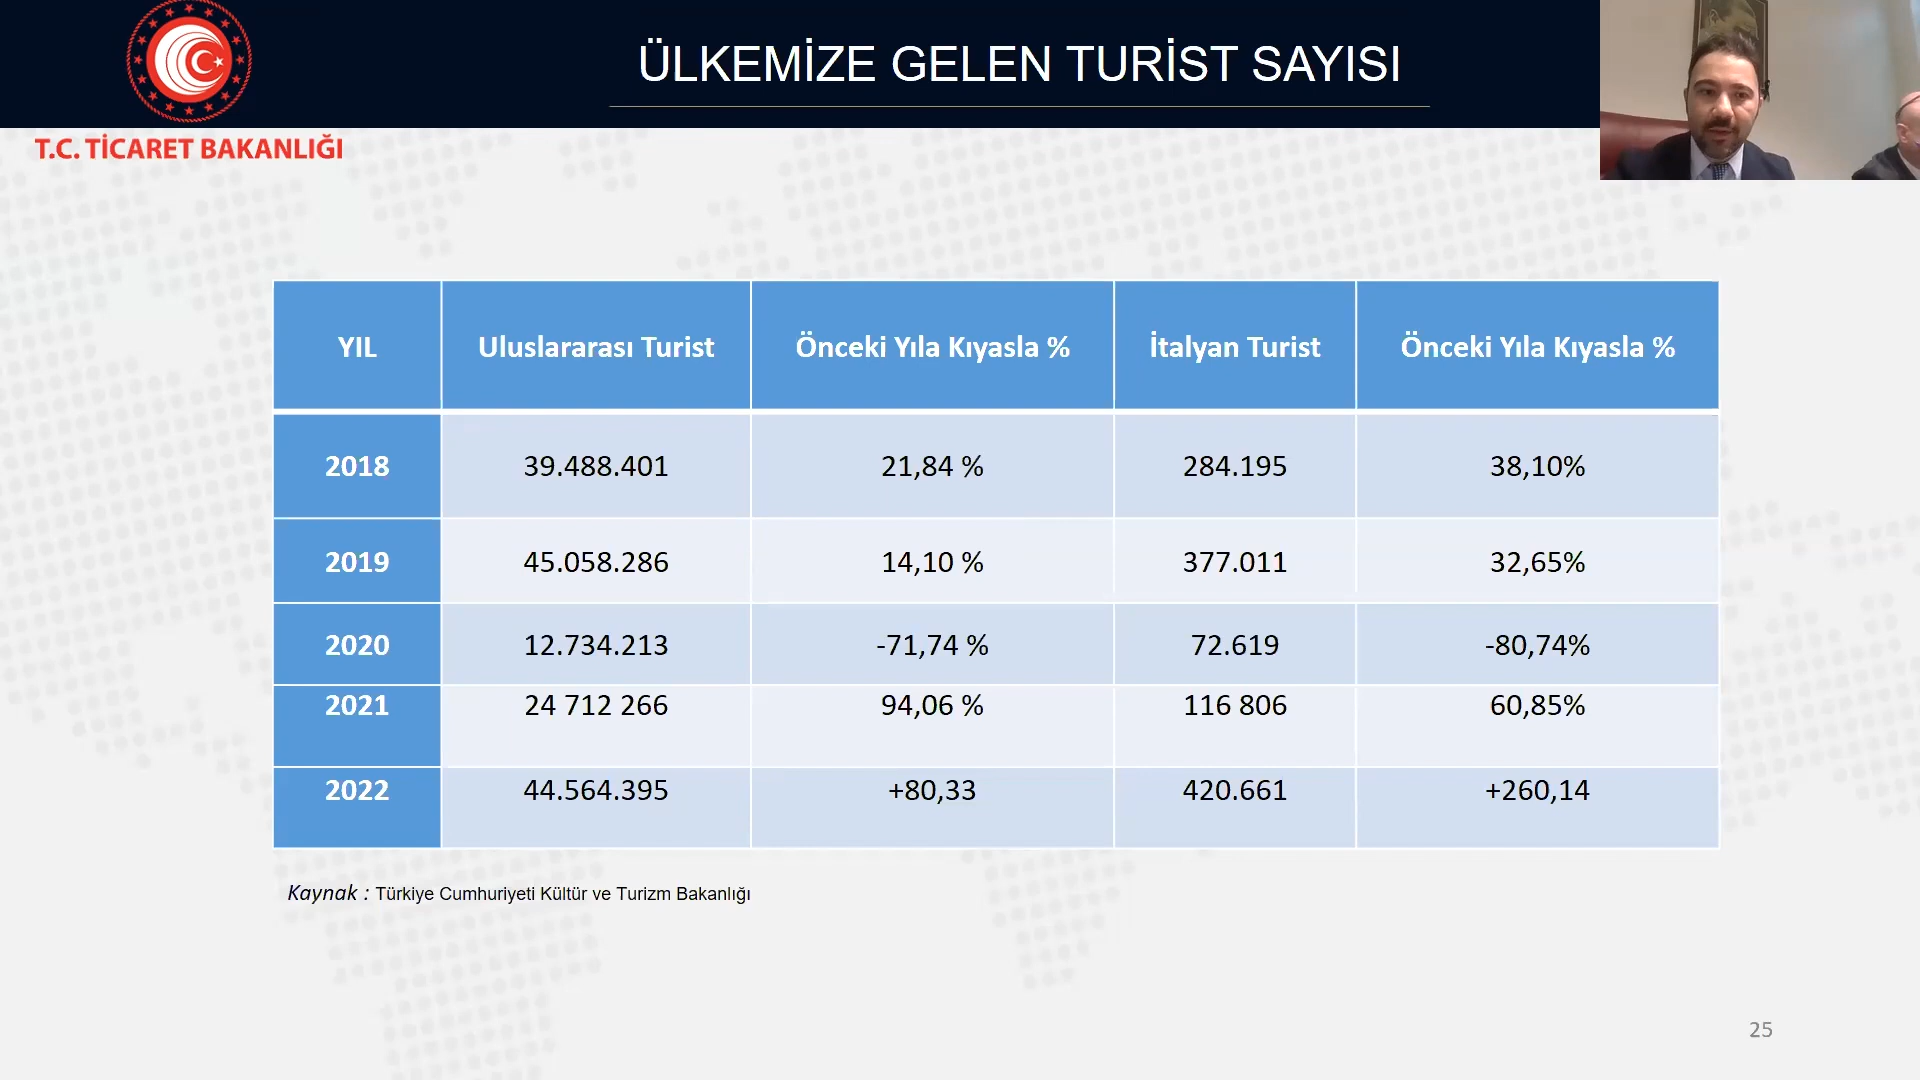 ÜLKEMİZE GELEN TURİST SAYISI
T.C. TİCARET BAKANLIĞI
YIL Uluslararası Turist Önceki Yıla Kıyasla % İtalyan Turist Önceki Yıla Kıyasla %
2018 39.488.401 21,84 % 284.195 38,10%
2019 45.058.286 14,10 % 377.011 32,65%
2020 12.734.213 -71,74 % 72.619 -80,74%
2021 24 712 266 94,06 % 116 806 60,85%
2022 44.564.395 +80,33 420.661 +260,14
Kaynak : Türkiye Cumhuriyeti Kültür ve Turizm Bakanlığı
25